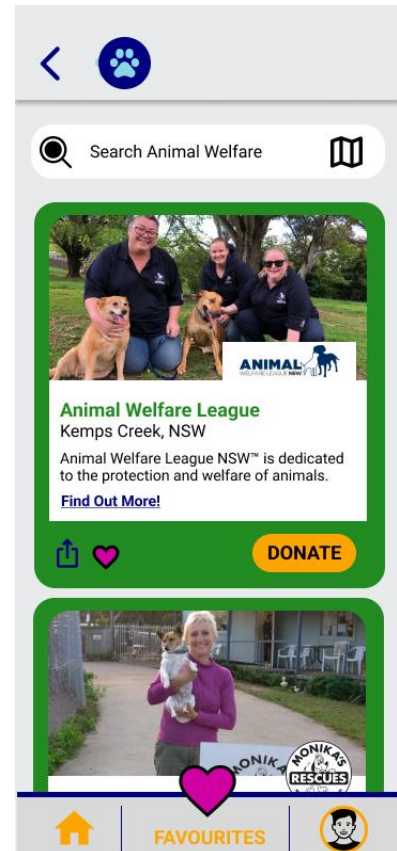 Search Animal Welfare
ANIMAL
WELFARE LEAGUE NSW
Animal Welfare League
Kemps Creek, NSW
Animal Welfare League NSW™ is dedicated
to the protection and welfare of animals.
Find Out More!
DONATE
MONIKA'S
RESCUES
FAVOURITES